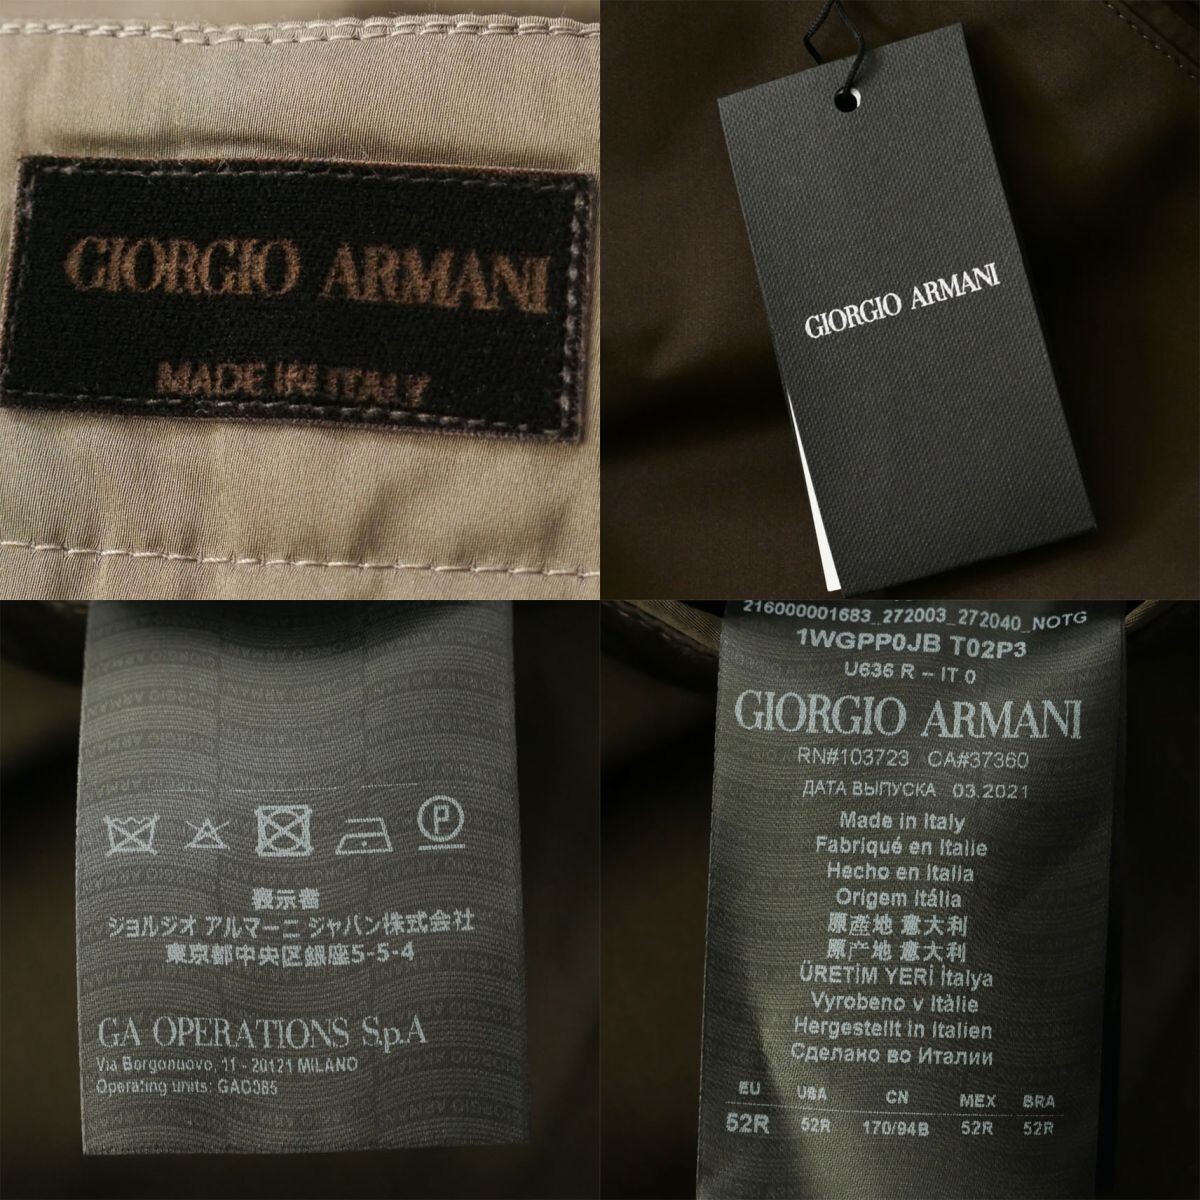 GIORGIO ARMANI
MADE IN ITALY
GIORGIO ARMANI
表示者
ジョルジオ アルマーニ ジャパン株式会社
東京都中央区銀座5-5-4
GA OPERATIONS S.p.A
Via Borgonuovo, 11 - 20121 MILANO
Operating units: GAC085
216000001683_272003_272040_NOTG
1WGPP0JB T02P3
U636 R – IT 0
GIORGIO ARMANI
RN#103723 CA#37360
ДАТА ВЫПУСКА 03.2021
Made in Italy
Fabriqué en Italie
Hecho en Italia
Origem Itália
原產地 意大利
原产地 意大利
ÜRETİM YERİ İtalya
Vyrobeno v Itàlie
Hergestellt in Italien
Сделано во Италии
EU USA CN MEX BRA
52R 52R 170/94B 52R 52R